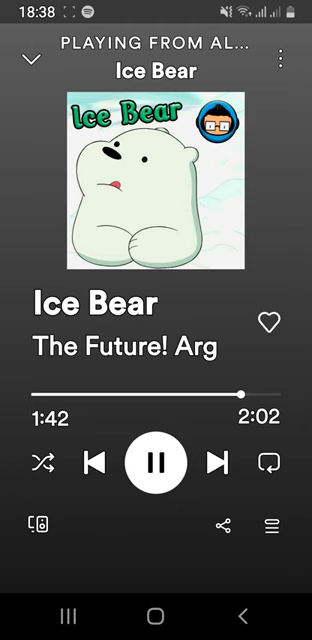 18:38
PLAYING FROM AL...
Ice Bear
Ice Bear
Ice Bear
The Future! Arg
1:42
2:02